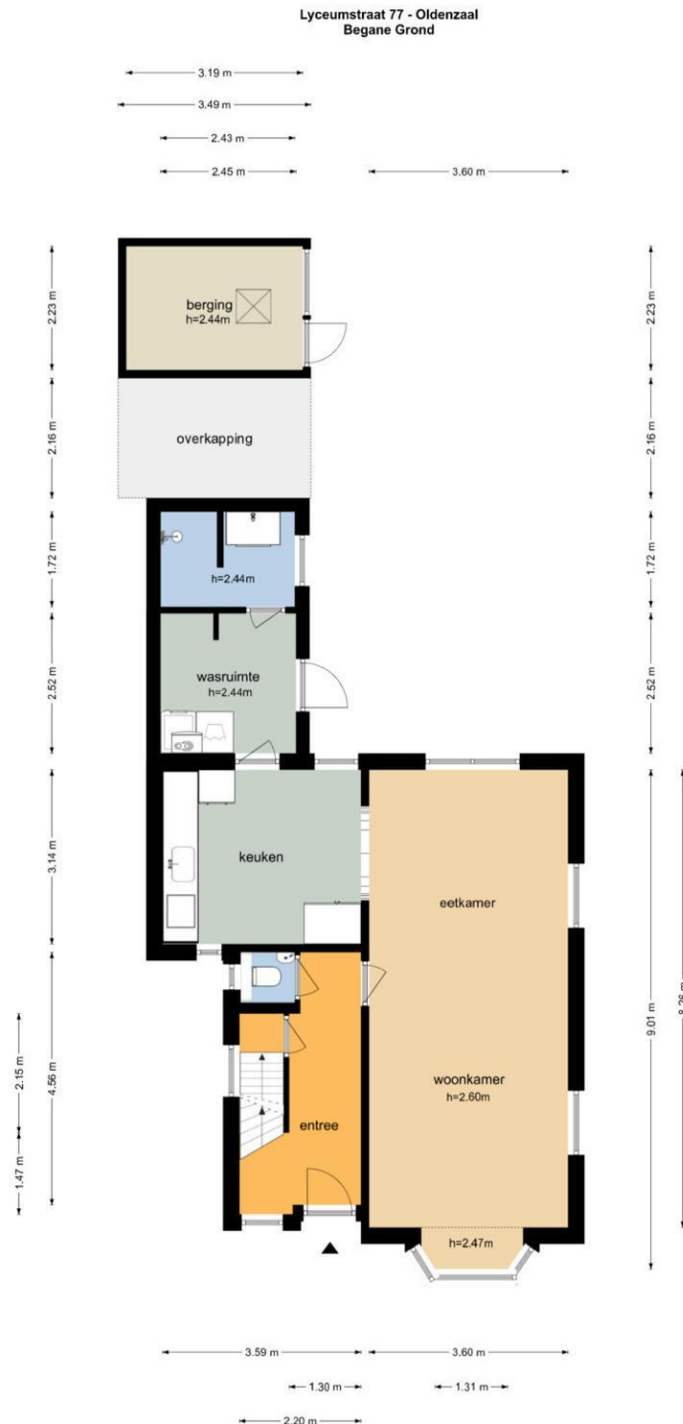 Lyceumstraat 77 - Oldenzaal
Begane Grond
3.19 m
3.49 m
2.43 m
2.45 m
3.60 m
2.23 m
2.23 m
berging
h=2.44m
2.16 m
2.16 m
overkapping
1.72 m
1.72 m
h=2.44m
2.52 m
2.52 m
wasruimte
h=2.44m
3.14 m
keuken
eetkamer
9.01 m
8.26 m
4.56 m
2.15 m
1.47 m
woonkamer
h=2.60m
entree
h=2.47m
3.59 m
3.60 m
1.30 m
1.31 m
2.20 m